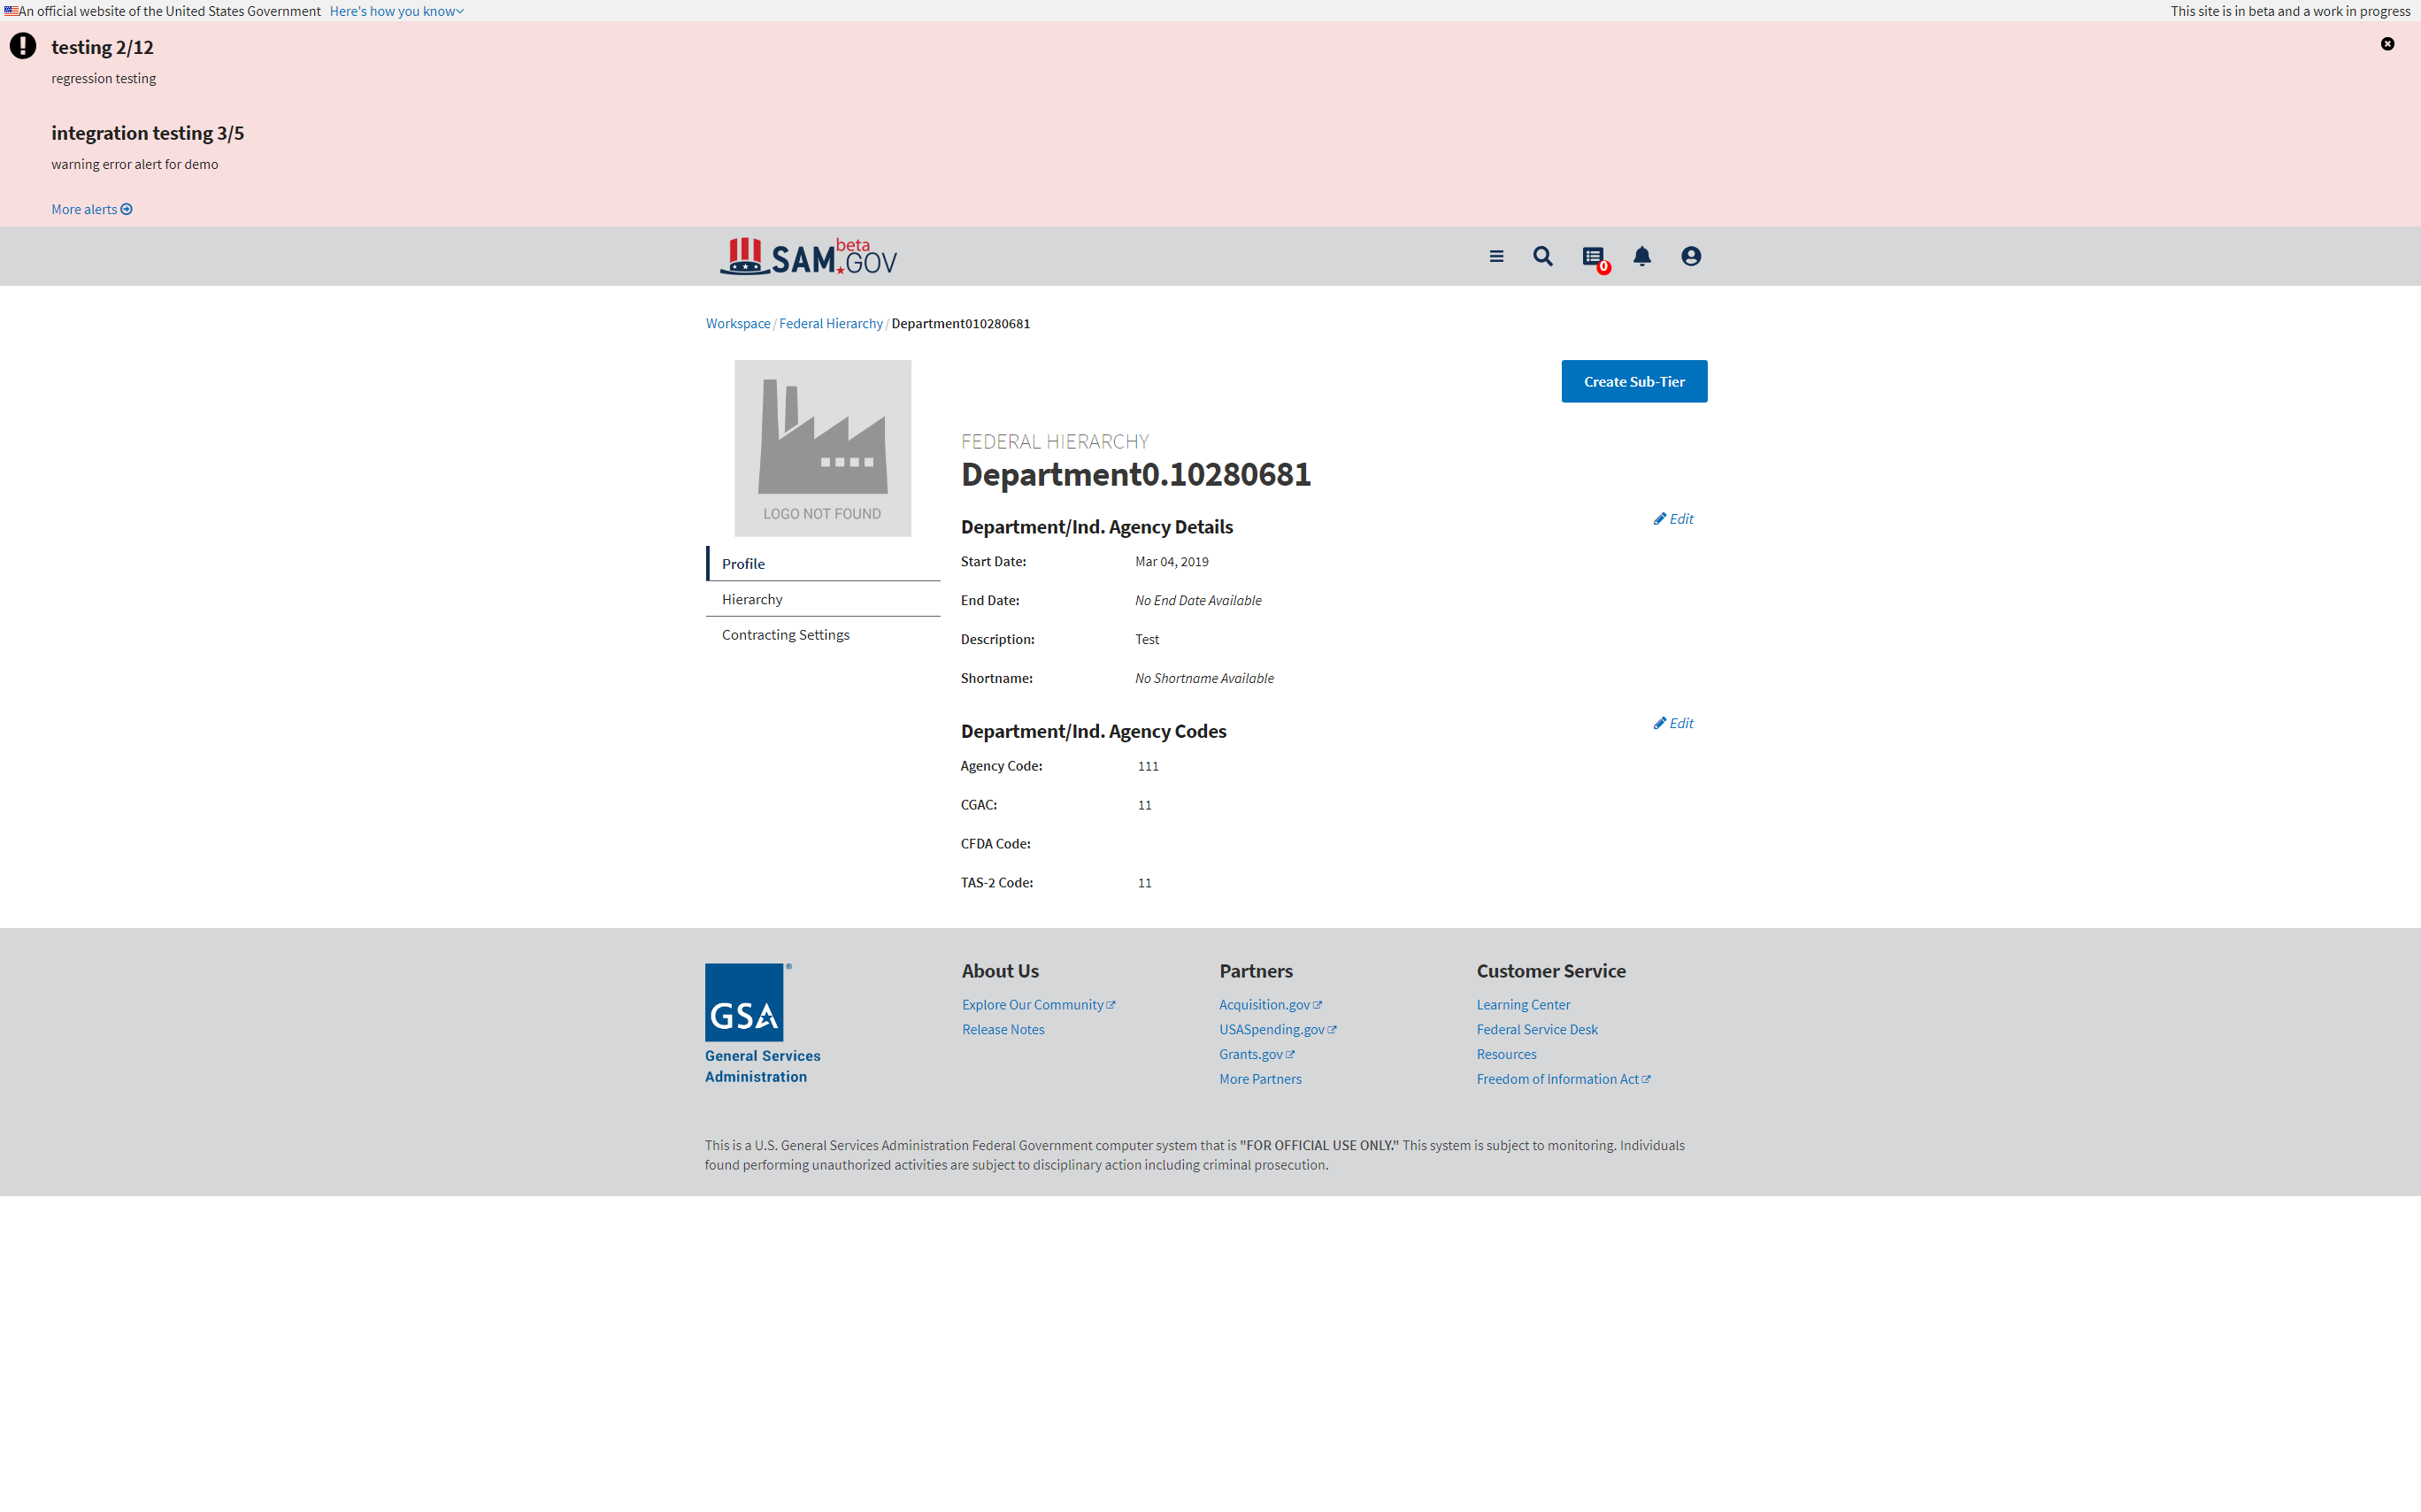 An official website of the United States Government Here's how you know
This site is in beta and a work in progress
testing 2/12
regression testing
integration testing 3/5
warning error alert for demo
More alerts
SAM.GOV beta
0
Workspace / Federal Hierarchy / Department010280681
LOGO NOT FOUND
Create Sub-Tier
FEDERAL HIERARCHY
Department0.10280681
Profile
Hierarchy
Contracting Settings
Department/Ind. Agency Details
Edit
Start Date: Mar 04, 2019
End Date: No End Date Available
Description: Test
Shortname: No Shortname Available
Department/Ind. Agency Codes
Edit
Agency Code: 111
CGAC: 11
CFDA Code:
TAS-2 Code: 11
GSA ®
General Services
Administration
About Us
Explore Our Community
Release Notes
Partners
Acquisition.gov
USASpending.gov
Grants.gov
More Partners
Customer Service
Learning Center
Federal Service Desk
Resources
Freedom of Information Act
This is a U.S. General Services Administration Federal Government computer system that is "FOR OFFICIAL USE ONLY." This system is subject to monitoring. Individuals
found performing unauthorized activities are subject to disciplinary action including criminal prosecution.